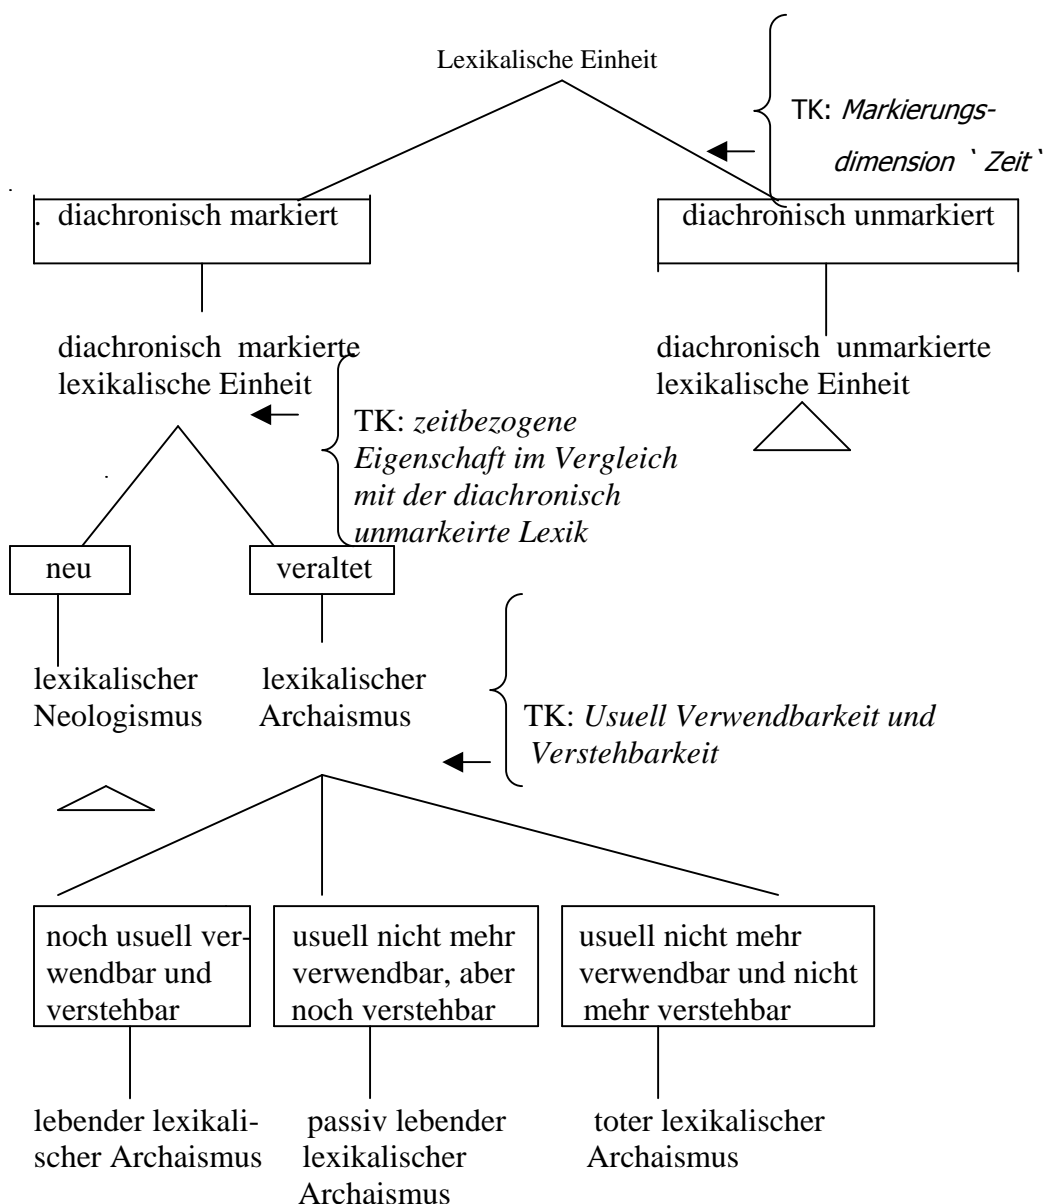 Lexikalische Einheit
TK: Markierungs-
dimension ` Zeit`
. diachronisch markiert
diachronisch unmarkiert
diachronisch markierte
lexikalische Einheit
diachronisch unmarkierte
lexikalische Einheit
TK: zeitbezogene
Eigenschaft im Vergleich
mit der diachronisch
unmarkeirte Lexik
neu
veraltet
lexikalischer
Neologismus
lexikalischer
Archaismus
TK: Usuell Verwendbarkeit und
Verstehbarkeit
noch usuell ver-
wendbar und
verstehbar
usuell nicht mehr
verwendbar, aber
noch verstehbar
usuell nicht mehr
verwendbar und nicht
mehr verstehbar
lebender lexikali-
scher Archaismus
passiv lebender
lexikalischer
Archaismus
toter lexikalischer
Archaismus